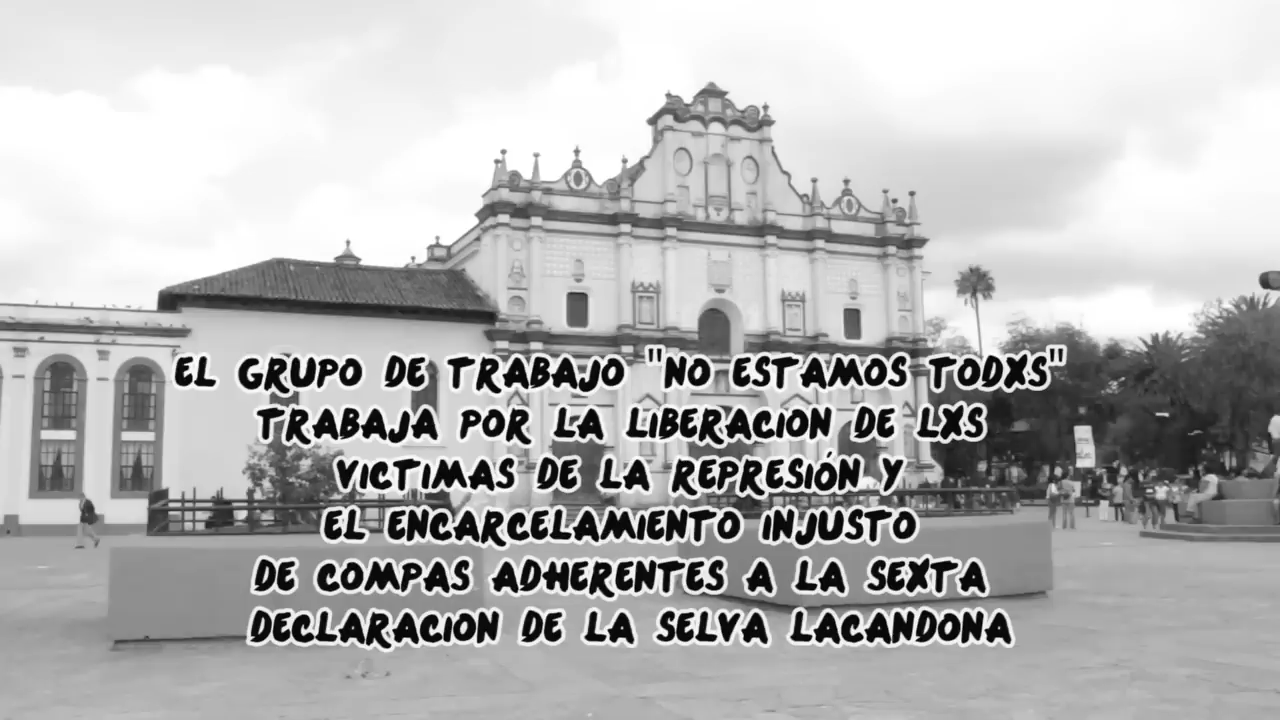 EL GRUPO DE TRABAJO "NO ESTAMOS TODXS"
TRABAJA POR LA LIBERACION DE LXS
VICTIMAS DE LA REPRESIÓN Y
EL ENCARCELAMIENTO INJUSTO
DE COMPAS ADHERENTES A LA SEXTA
DECLARACION DE LA SELVA LACANDONA